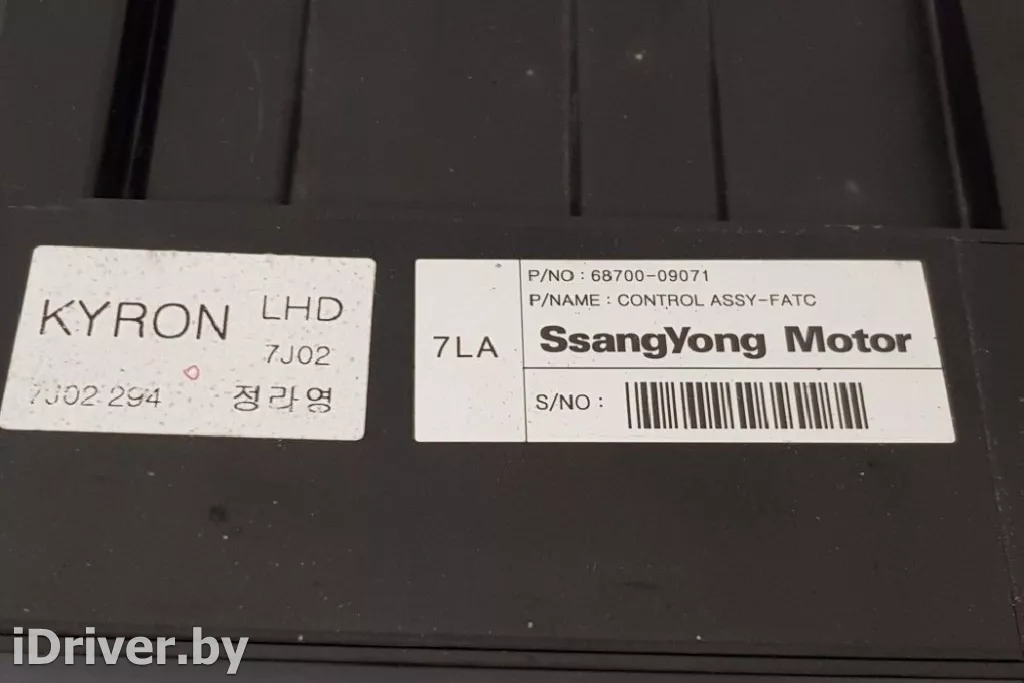 KYRON LHD
7J02
7J02 294 정라영
7LA
P/NO : 68700-09071
P/NAME : CONTROL ASSY-FATC
SsangYong Motor
S/NO :
iDriver.by